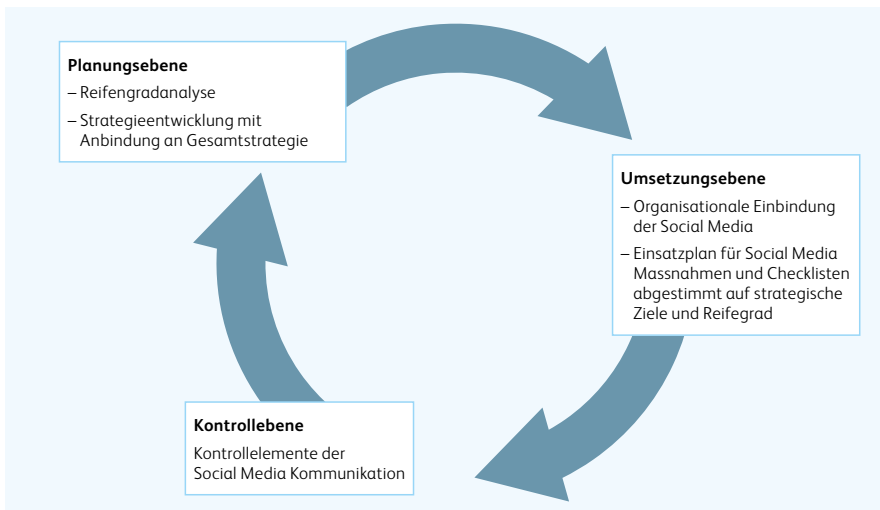 Planungsebene
– Reifengradanalyse
– Strategieentwicklung mit
Anbindung an Gesamtstrategie
Umsetzungsebene
– Organisationale Einbindung
der Social Media
– Einsatzplan für Social Media
Massnahmen und Checklisten
abgestimmt auf strategische
Ziele und Reifegrad
Kontrollebene
Kontrollelemente der
Social Media Kommunikation